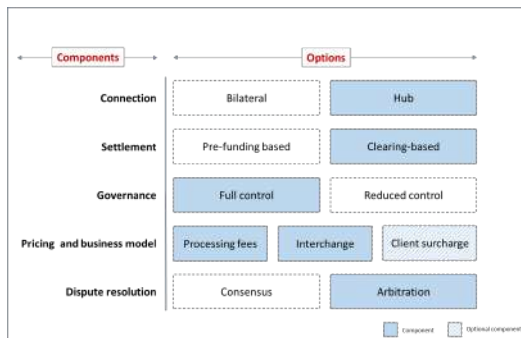 Components
Options
Connection
Bilateral
Hub
Settlement
Pre-funding based
Clearing-based
Governance
Full control
Reduced control
Pricing and business model
Processing fees
Interchange
Client surcharge
Dispute resolution
Consensus
Arbitration
Component
Optional component